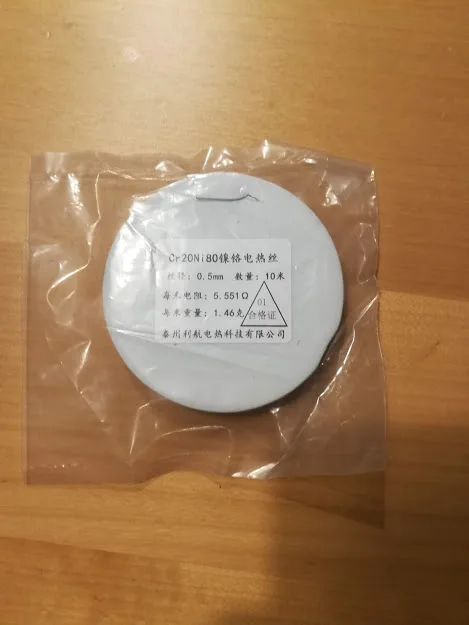 Cr20Ni80镍铬电热丝
丝径：0.5mm 数量：10米
每米电阻：5.551Ω
每米重量：1.46克
01
合格证
泰州利航电热科技有限公司